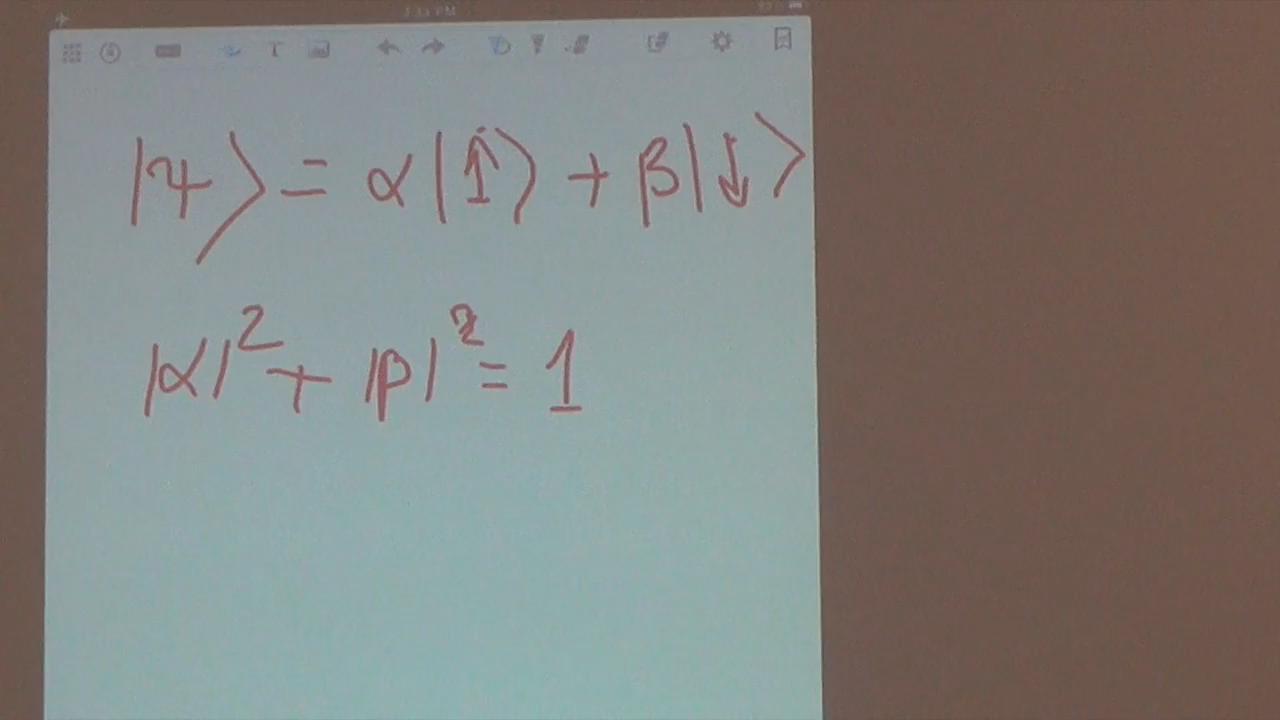 |ψ⟩ = α|↑⟩ + β|↓⟩
|α|² + |β|² = 1